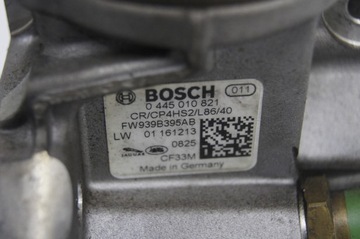 BOSCH 011
0 445 010 821
CR/CP4HS2/L86/40
FW939B395AB
LW 01 161213
0825
CF33M
Made in Germany